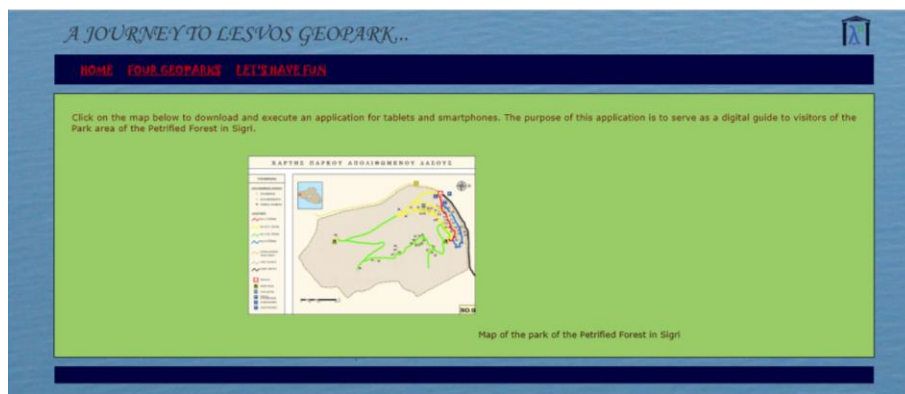 A JOURNEY TO LESVOS GEOPARK...
HOME FOUR GEOPARKS LET'S HAVE FUN
Click on the map below to download and execute an application for tablets and smartphones. The purpose of this application is to serve as a digital guide to visitors of the
Park area of the Petrified Forest in Sigri.
ΧΑΡΤΗΣ ΠΑΡΚΟΥ ΑΠΟΛΙΘΩΜΕΝΟΥ ΔΑΣΟΥΣ
Map of the park of the Petrified Forest in Sigri